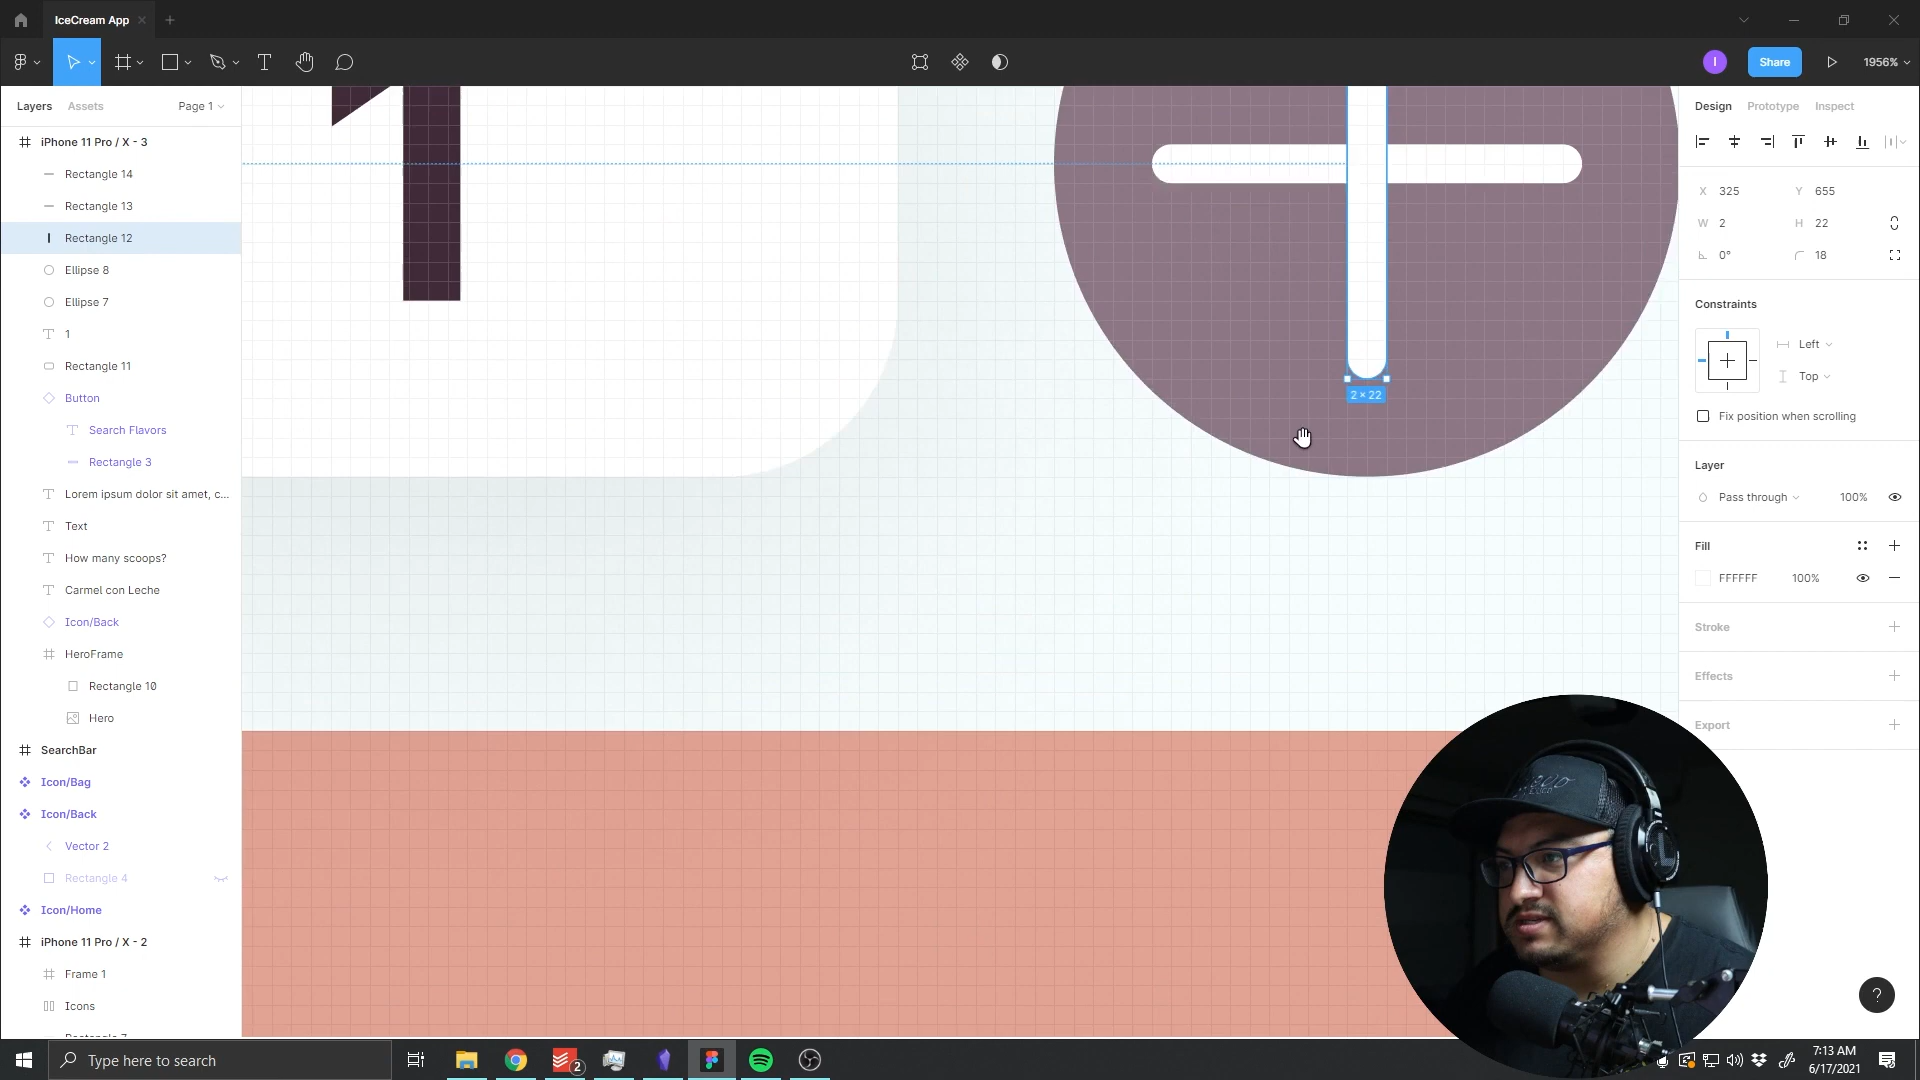 IceCream App
Share
1956%
Layers
Assets
Page 1
Design
Prototype
Inspect
iPhone 11 Pro / X - 3
Rectangle 14
Rectangle 13
Rectangle 12
Ellipse 8
Ellipse 7
1
Rectangle 11
Button
Search Flavors
Rectangle 3
Lorem ipsum dolor sit amet, c...
Text
How many scoops?
Carmel con Leche
Icon/Back
HeroFrame
Rectangle 10
Hero
SearchBar
Icon/Bag
Icon/Back
Vector 2
Rectangle 4
Icon/Home
iPhone 11 Pro / X - 2
Frame 1
Icons
1
2 × 22
X 325 Y 655
W 2 H 22
0° 18
Constraints
Left
Top
Fix position when scrolling
Layer
Pass through 100%
Fill
FFFFFF 100%
Stroke
Effects
Export
?
Type here to search
2
7:13 AM
6/17/2021